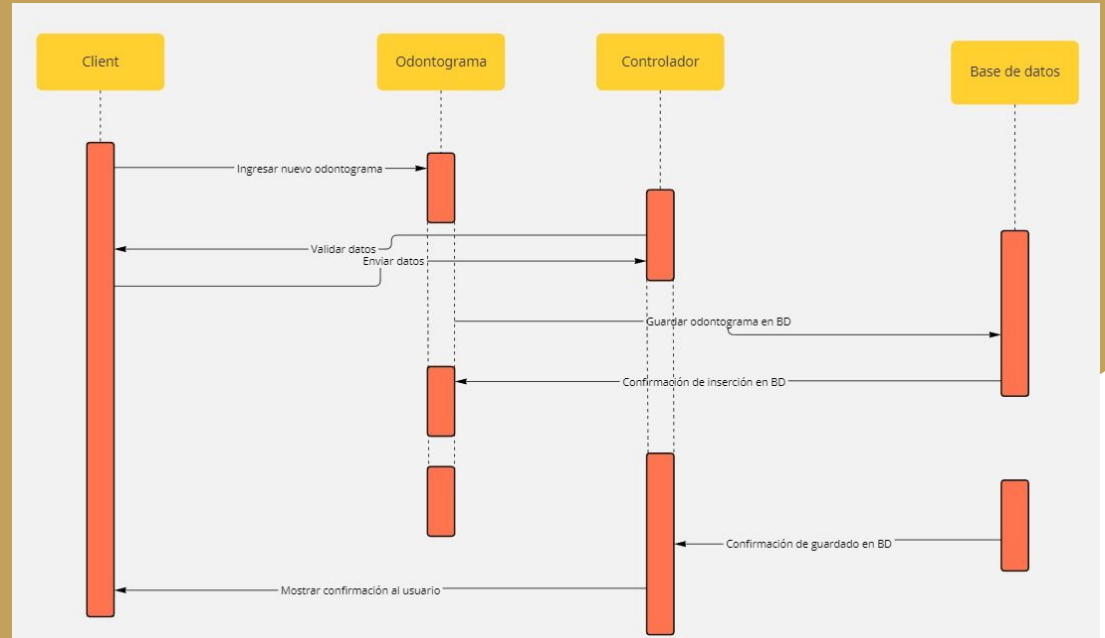 Client
Odontograma
Controlador
Base de datos
Ingresar nuevo odontograma
Validar datos
Enviar datos
Guardar odontograma en BD
Confirmación de inserción en BD
Confirmación de guardado en BD
Mostrar confirmación al usuario